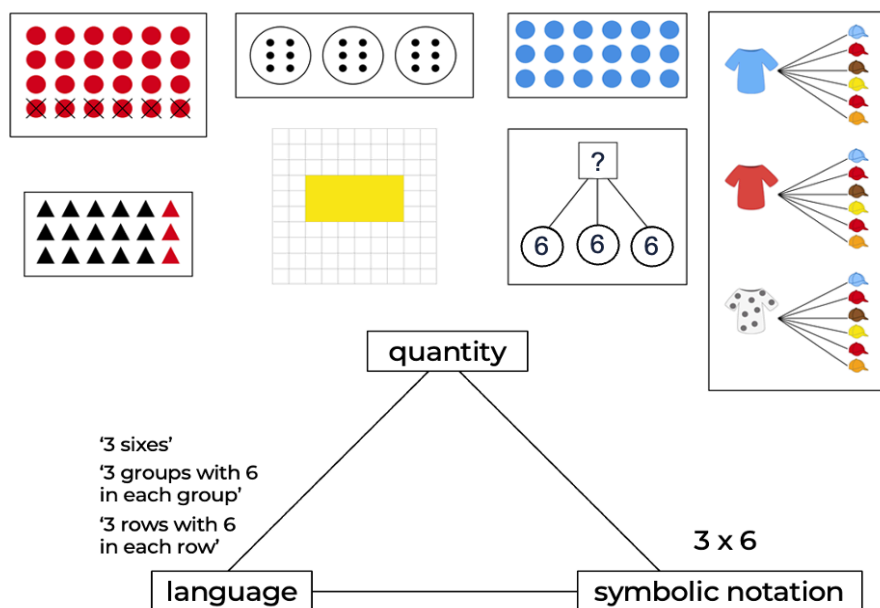 ?
6 6 6
quantity
‘3 sixes’
‘3 groups with 6
in each group’
‘3 rows with 6
in each row’
3 x 6
language
symbolic notation